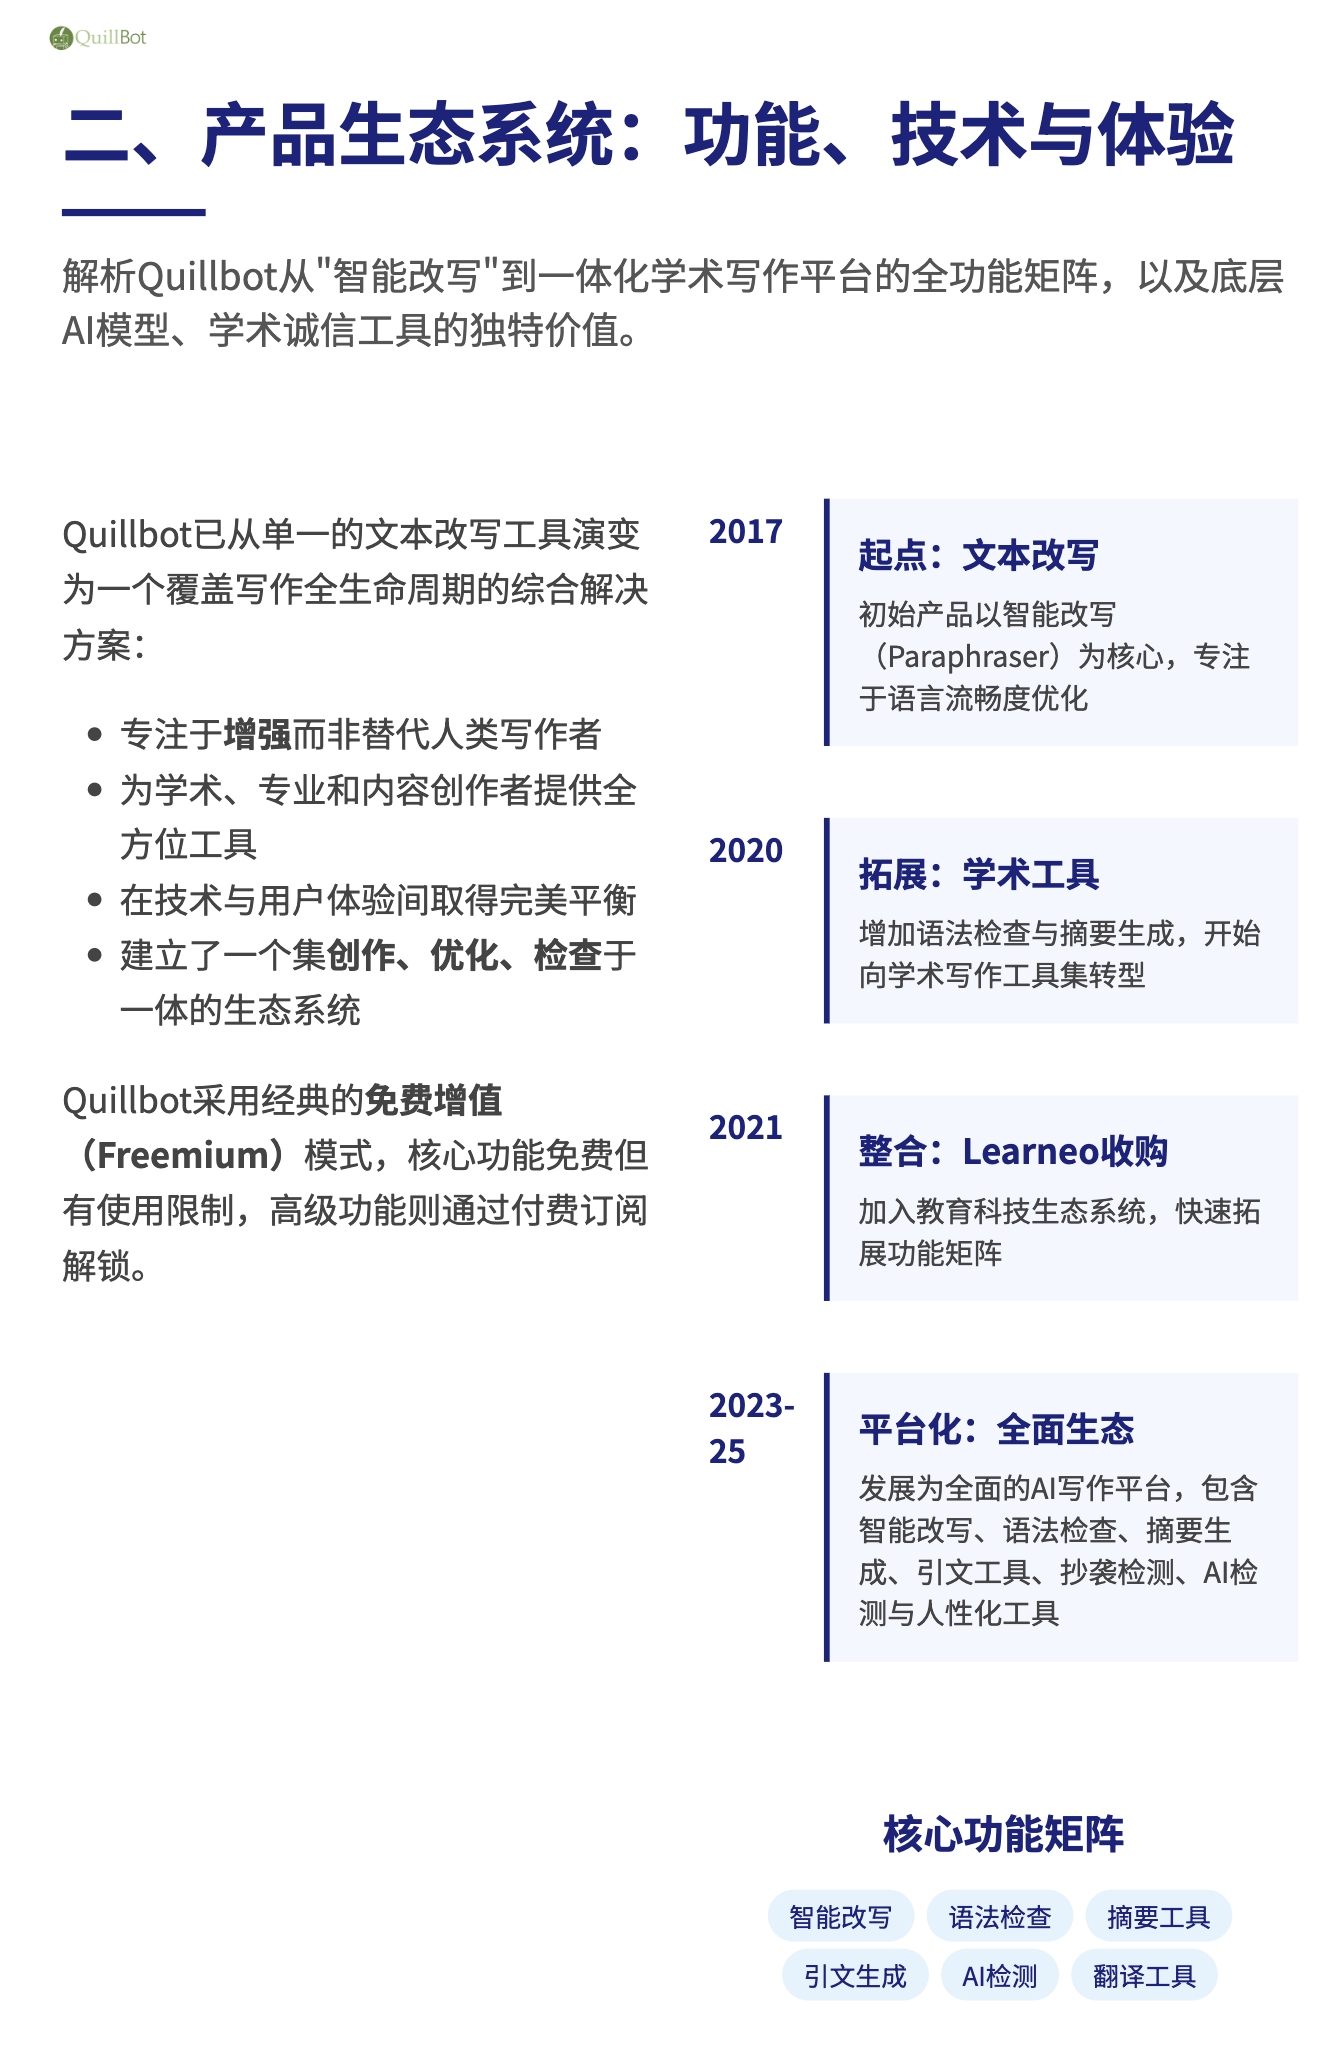 QuillBot
二、产品生态系统：功能、技术与体验
解析Quillbot从"智能改写"到一体化学术写作平台的全功能矩阵，以及底层
AI模型、学术诚信工具的独特价值。
Quillbot已从单一的文本改写工具演变
为一个覆盖写作全生命周期的综合解决
方案：
• 专注于增强而非替代人类写作者
• 为学术、专业和内容创作者提供全
方位工具
• 在技术与用户体验间取得完美平衡
• 建立了一个集创作、优化、检查于
一体的生态系统
Quillbot采用经典的免费增值
（Freemium）模式，核心功能免费但
有使用限制，高级功能则通过付费订阅
解锁。
2017
起点：文本改写
初始产品以智能改写
（Paraphraser）为核心，专注
于语言流畅度优化
2020
拓展：学术工具
增加语法检查与摘要生成，开始
向学术写作工具集转型
2021
整合：Learneo收购
加入教育科技生态系统，快速拓
展功能矩阵
2023-
25
平台化：全面生态
发展为全面的AI写作平台，包含
智能改写、语法检查、摘要生
成、引文工具、抄袭检测、AI检
测与人性化工具
核心功能矩阵
智能改写 语法检查 摘要工具
引文生成 AI检测 翻译工具